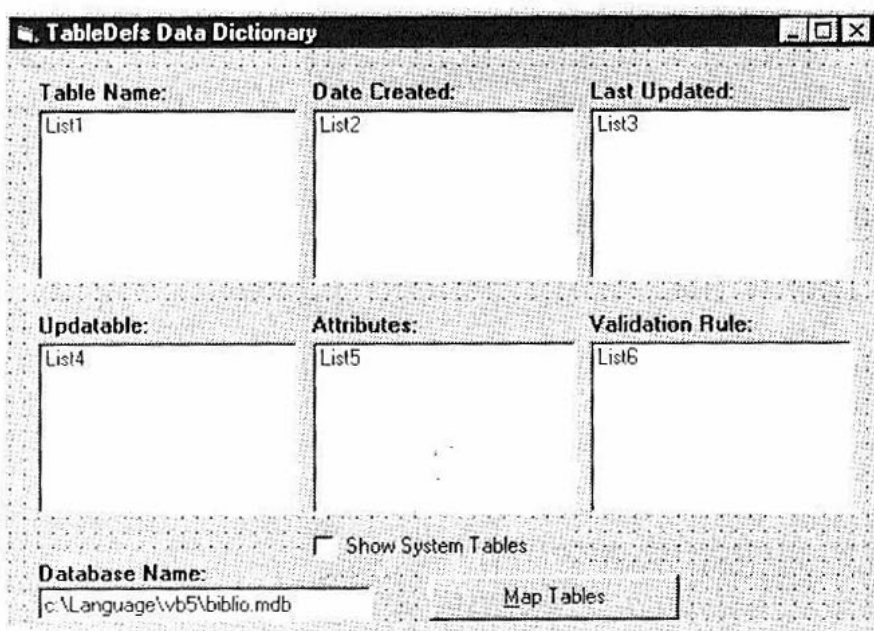 TableDefs Data Dictionary
Table Name: Date Created: Last Updated:
List1 List2 List3
Updatable: Attributes: Validation Rule:
List4 List5 List6
Show System Tables
Database Name:
c:\Language\vb5\biblio.mdb Map Tables